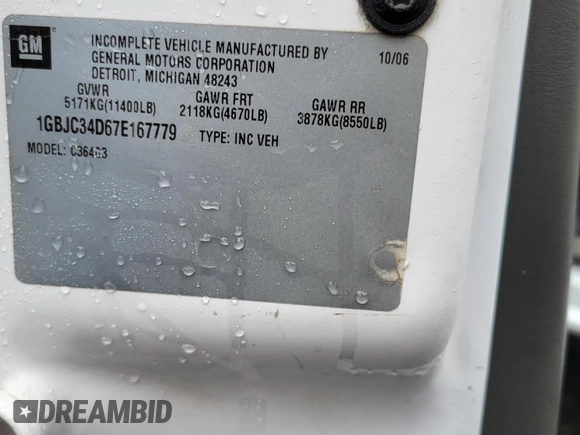 GM
INCOMPLETE VEHICLE MANUFACTURED BY
GENERAL MOTORS CORPORATION
DETROIT, MICHIGAN 48243
10/06
GVWR GAWR FRT GAWR RR
5171KG(11400LB) 2118KG(4670LB) 3878KG(8550LB)
1GBJC34D67E167779 TYPE: INC VEH
MODEL: C36403
DREAMBID